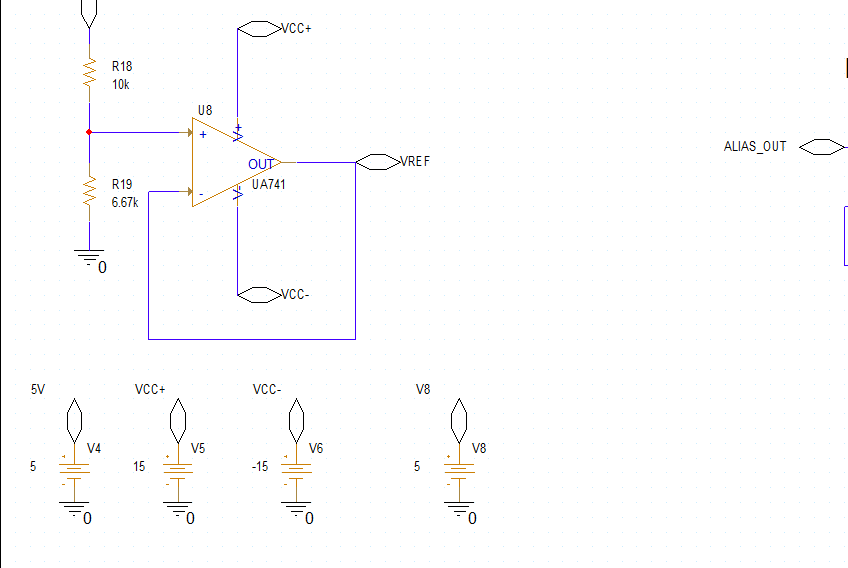 VCC+
R18
10k
U8
+
+
V
OUT
ALIAS_OUT
VREF
R19
6.67k
-
-
V
UA741
0
VCC-
5V
VCC+
VCC-
V8
V4
V5
V6
V8
+
+
+
+
5
15
-15
5
-
-
-
-
0
0
0
0